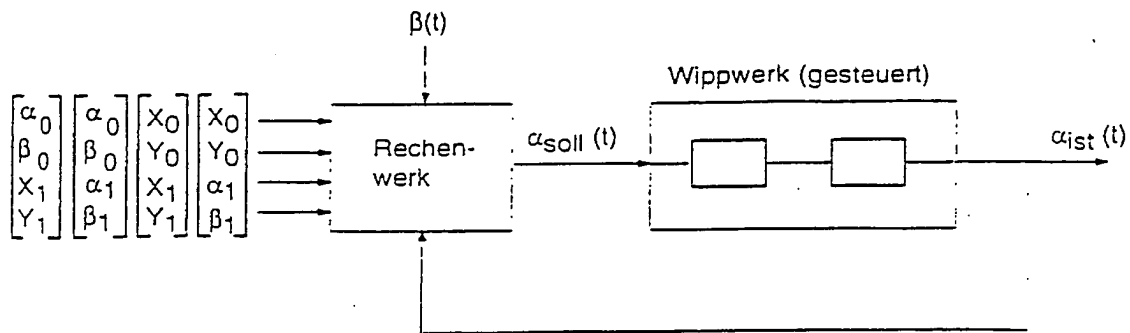 β(t)
Wippwerk (gesteuert)
α₀ α₀ X₀ X₀
β₀ β₀ Y₀ Y₀
X₁ α₁ X₁ α₁
Y₁ β₁ Y₁ β₁
Rechen-
werk
αsoll (t)
αist (t)